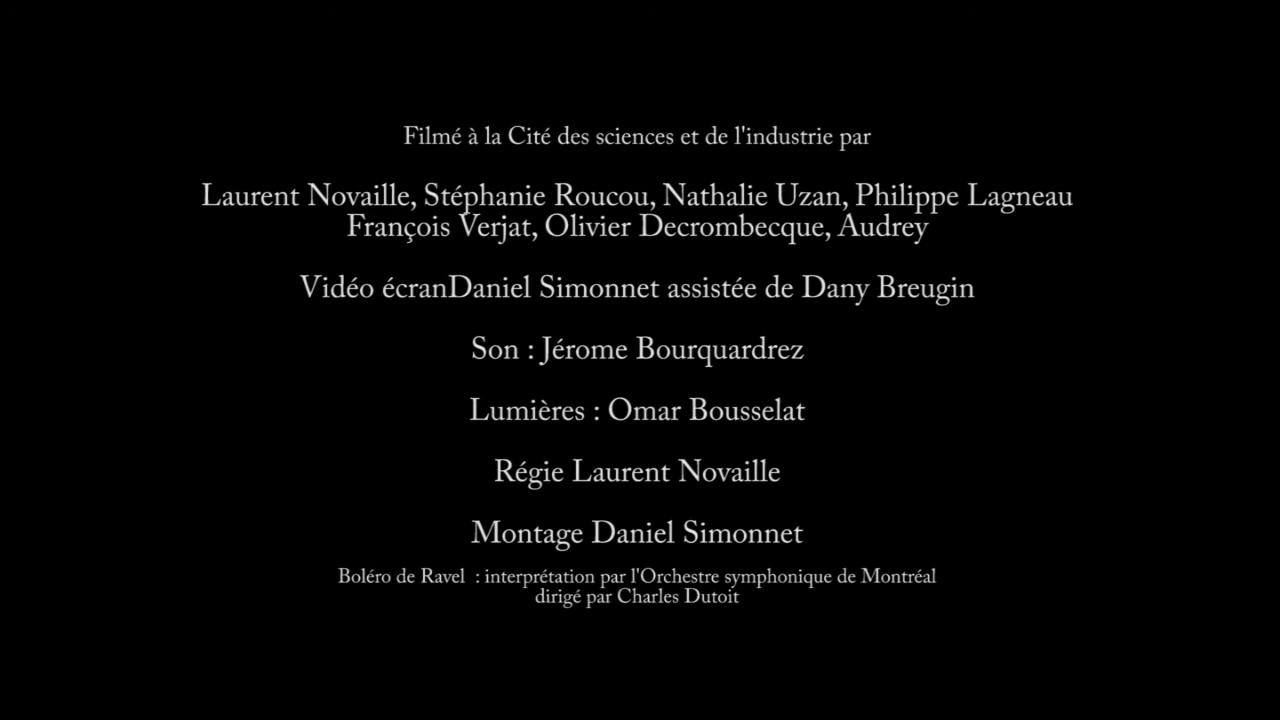 Filmé à la Cité des sciences et de l'industrie par
Laurent Novaille, Stéphanie Roucou, Nathalie Uzan, Philippe Lagneau
François Verjat, Olivier Decrombecque, Audrey
Vidéo écranDaniel Simonnet assistée de Dany Breugin
Son : Jérome Bourquardrez
Lumières : Omar Bousselat
Régie Laurent Novaille
Montage Daniel Simonnet
Boléro de Ravel  : interprétation par l'Orchestre symphonique de Montréal
dirigé par Charles Dutoit